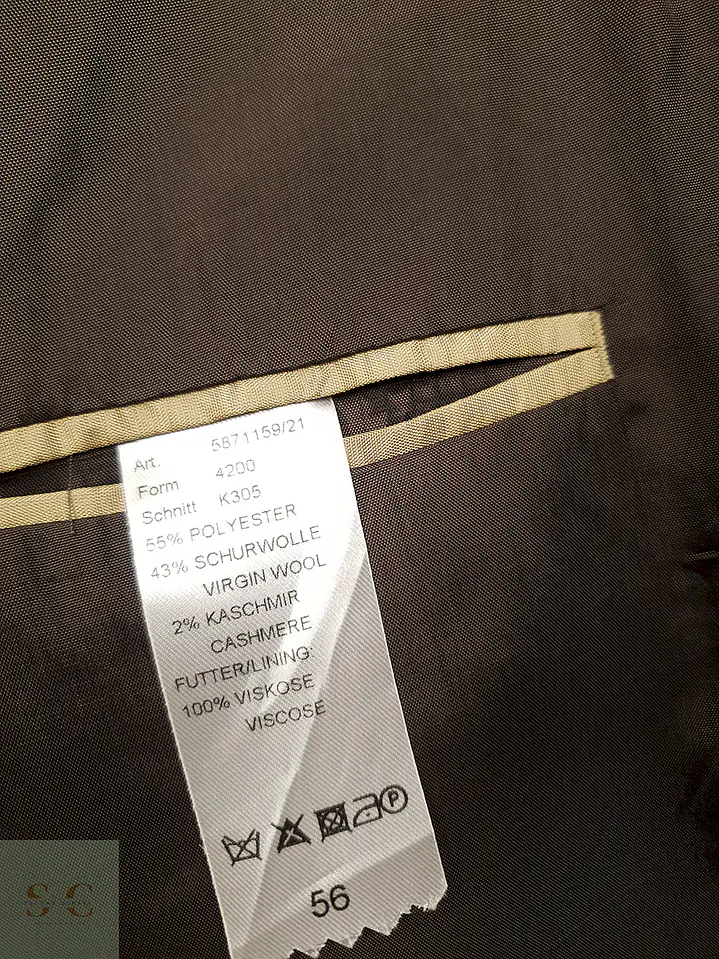 Art. 5871159/21
Form 4200
Schnitt K305
55% POLYESTER
43% SCHURWOLLE
VIRGIN WOOL
2% KASCHMIR
CASHMERE
FUTTER/LINING:
100% VISKOSE
VISCOSE
P
56
S C